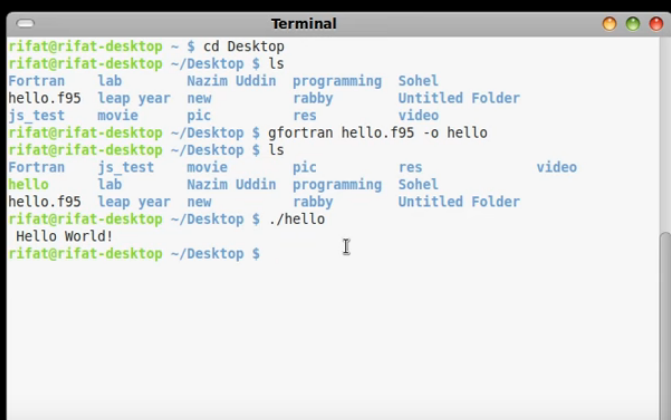 Terminal
rifat@rifat-desktop ~ $ cd Desktop
rifat@rifat-desktop ~/Desktop $ ls
Fortran    lab        Nazim Uddin  programming  Sohel
hello.f95  leap year  new          rabby        Untitled Folder
js_test    movie      pic          res          video
rifat@rifat-desktop ~/Desktop $ gfortran hello.f95 -o hello
rifat@rifat-desktop ~/Desktop $ ls
Fortran    js_test    movie        pic          res              video
hello      lab        Nazim Uddin  programming  Sohel
hello.f95  leap year  new          rabby        Untitled Folder
rifat@rifat-desktop ~/Desktop $ ./hello
 Hello World!
rifat@rifat-desktop ~/Desktop $